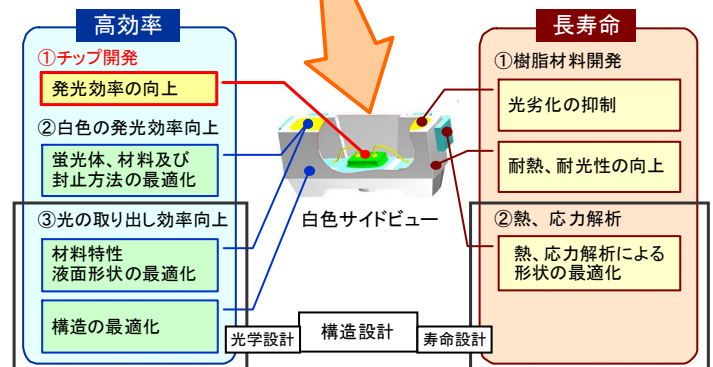 高効率
①チップ開発
発光効率の向上
②白色の発光効率向上
蛍光体、材料及び
封止方法の最適化
③光の取り出し効率向上
材料特性
液面形状の最適化
構造の最適化
白色サイドビュー
光学設計
構造設計
寿命設計
長寿命
①樹脂材料開発
光劣化の抑制
耐熱、耐光性の向上
②熱、応力解析
熱、応力解析による
形状の最適化